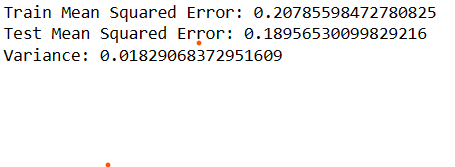 Train Mean Squared Error: 0.20785598472780825
Test Mean Squared Error: 0.18956530099829216
Variance: 0.01829068372951609